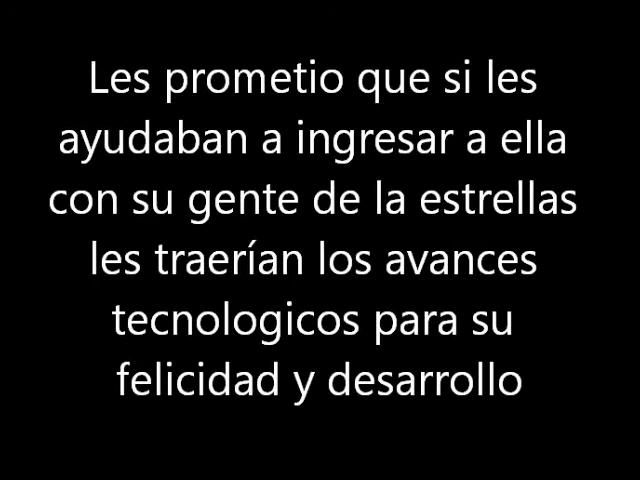 Les prometio que si les
ayudaban a ingresar a ella
con su gente de la estrellas
les traerían los avances
tecnologicos para su
felicidad y desarrollo